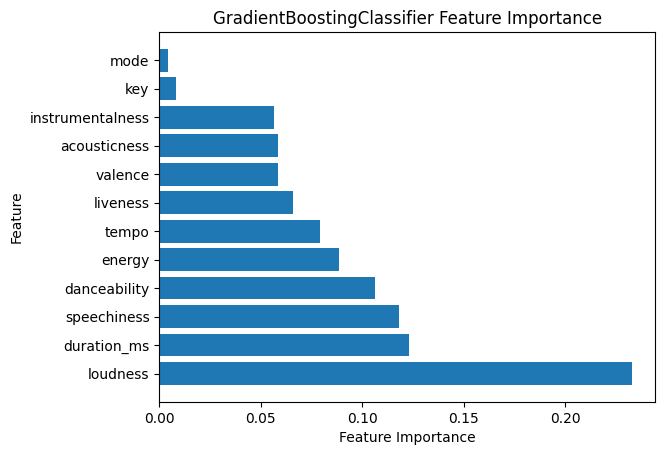 GradientBoostingClassifier Feature Importance
mode
key
instrumentalness
acousticness
valence
liveness
tempo
energy
danceability
speechiness
duration_ms
loudness
Feature
0.00 0.05 0.10 0.15 0.20
Feature Importance